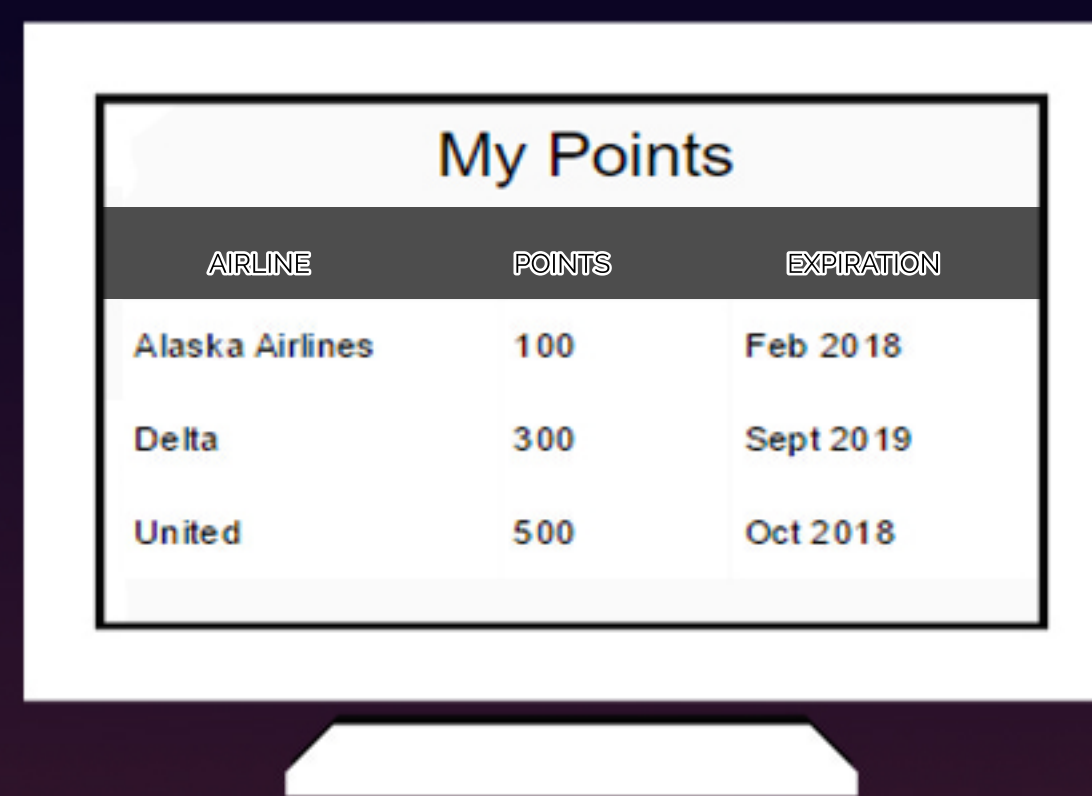 My Points
AIRLINE POINTS EXPIRATION
Alaska Airlines 100 Feb 2018
Delta 300 Sept 2019
United 500 Oct 2018